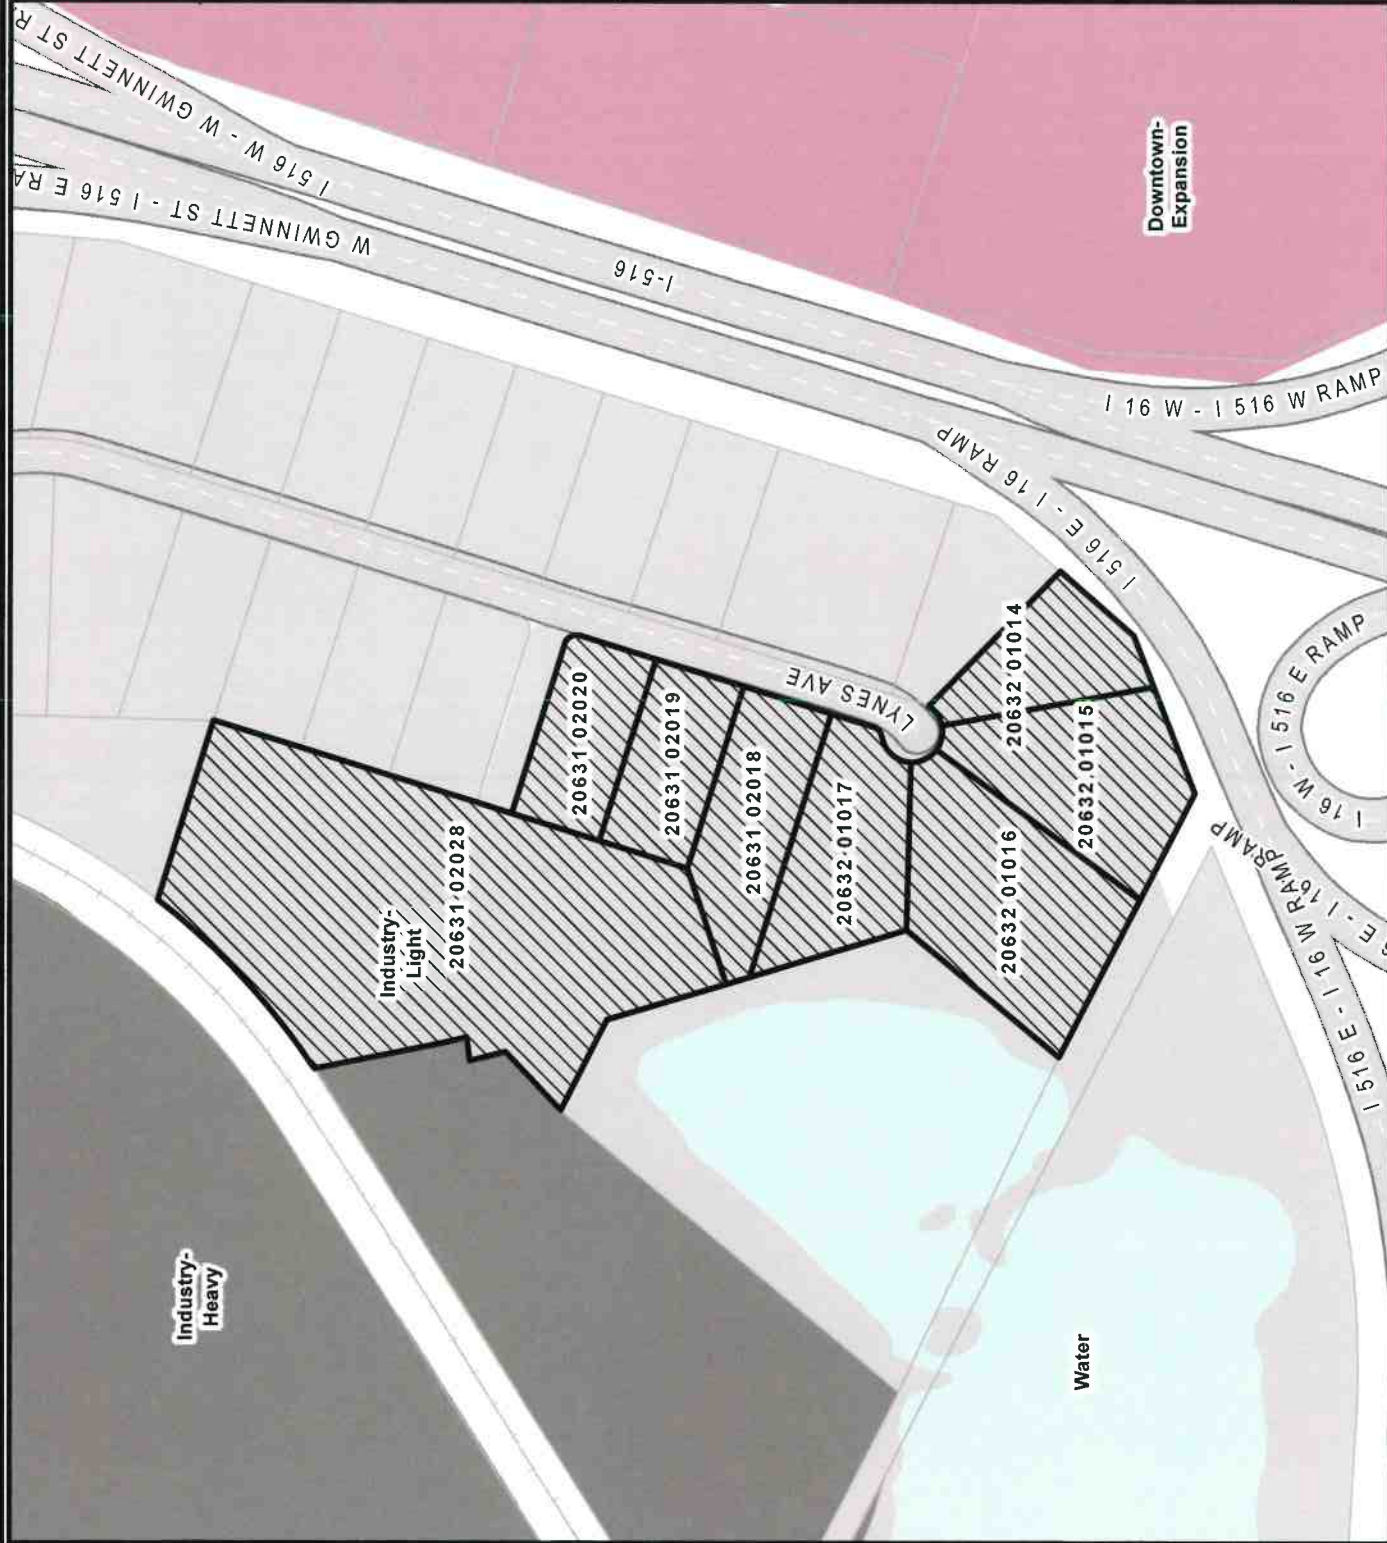 W GWINNETT ST R
I 516 W - W GWINNETT ST R
W GWINNETT ST - I 516 E RA
I-516
Downtown-
Expansion
I 16 W - I 516 W RAMP
I 516 E - I 16 RAMP
I 16 W - I 516 E RAMP
LYNES AVE
20632 01014
20632 01015
20632 01016
20632 01017
20631 02018
20631 02019
20631 02020
20631 02028
Industry-
Light
Industry-
Heavy
Water
RAMP
I 516 E - I 16 W RAMP
E - I 16 RAMP